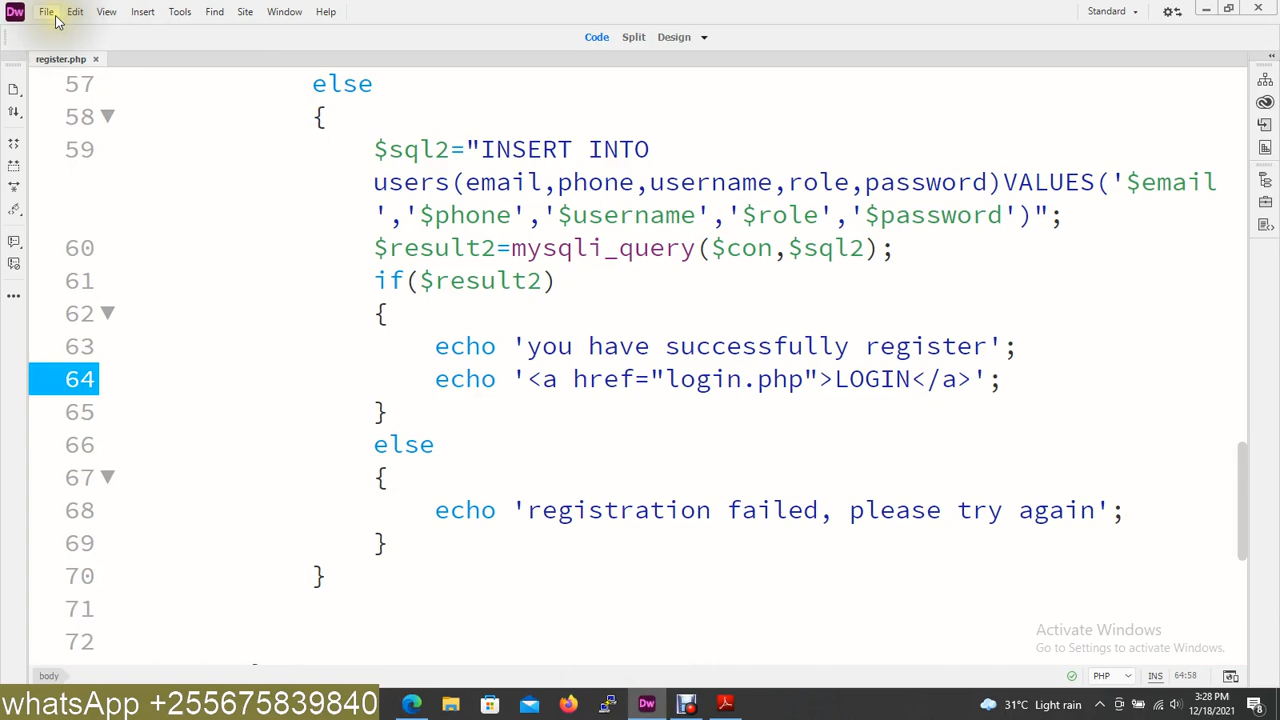 Dw File Edit View Insert Tools Find Site Window Help Standard
Code Split Design
register.php ×
57 else
58 {
59 $sql2="INSERT INTO
users(email,phone,username,role,password)VALUES('$email
','$phone','$username','$role','$password')";
60 $result2=mysqli_query($con,$sql2);
61 if($result2)
62 {
63 echo 'you have successfully register';
64 echo '<a href="login.php">LOGIN</a>';
65 }
66 else
67 {
68 echo 'registration failed, please try again';
69 }
70 }
71
72
Activate Windows
Go to Settings to activate Windows.
body PHP INS 64:58
whatsApp +255675839840 Dw 31°C Light rain 3:28 PM
12/18/2021